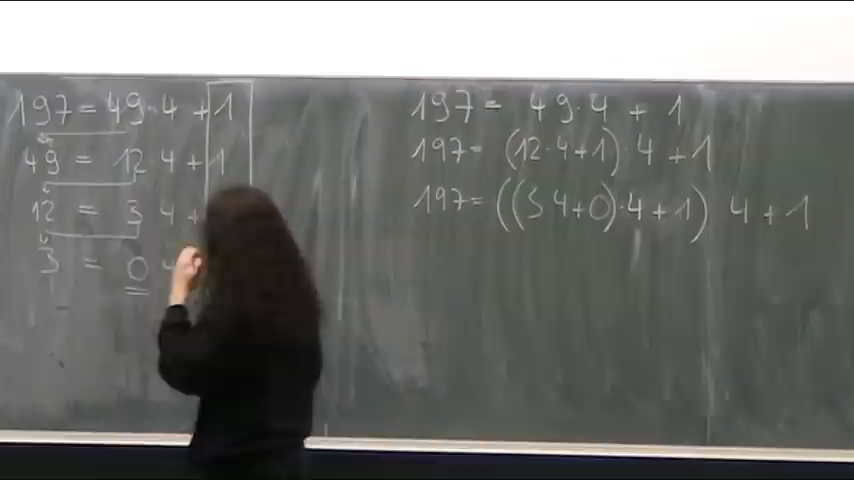 197 = 49·4 + 1
49 = 12·4 + 1
12 = 3 4 +
3 = 0 4
197 = 49·4 + 1
197 = (12·4+1)·4 + 1
197 = ((3 4+0)·4+1) 4+1